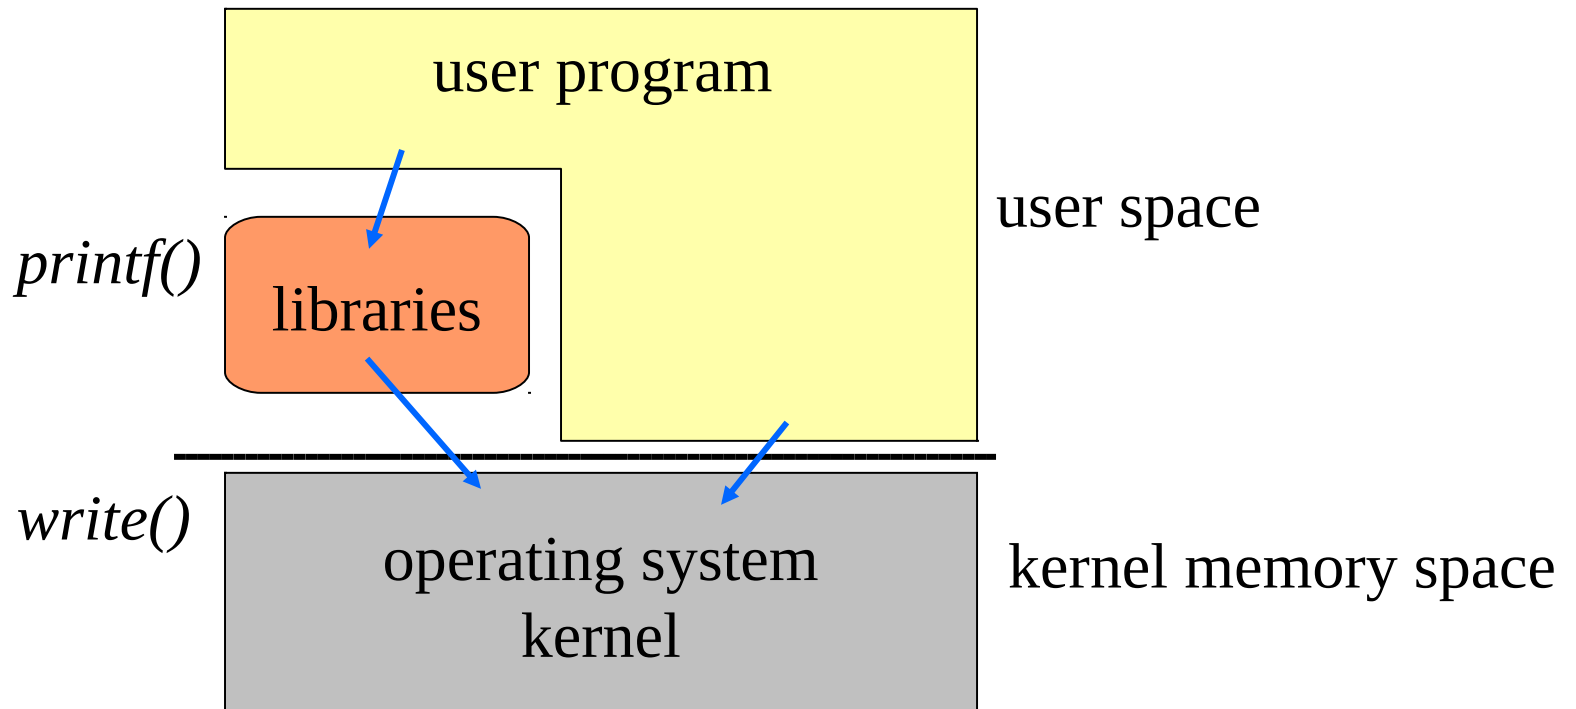 user program
user space
printf()
libraries
write()
operating system
kernel
kernel memory space